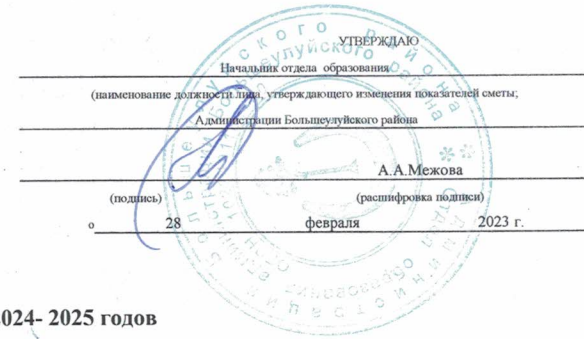 УТВЕРЖДАЮ
Начальник отдела образования
(наименование должности лица, утверждающего изменения показателей сметы;
Администрации Большеулуйского района
А.А.Межова
(подпись) (расшифровка подписи)
о 28 февраля 2023 г.
2024- 2025 годов